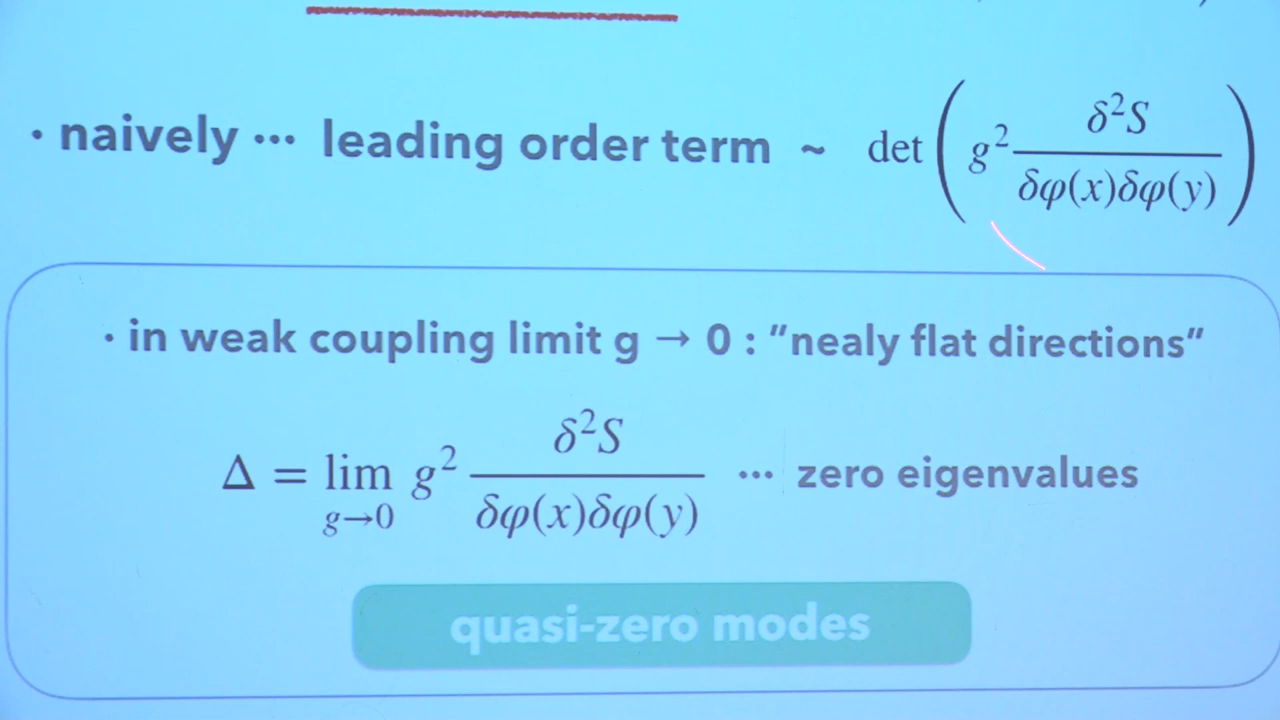 · naively ··· leading order term ~ det ( g² δ²S / δφ(x)δφ(y) )
· in weak coupling limit g → 0 : "nealy flat directions"
Δ = lim g→0 g² δ²S / δφ(x)δφ(y) ··· zero eigenvalues
quasi-zero modes